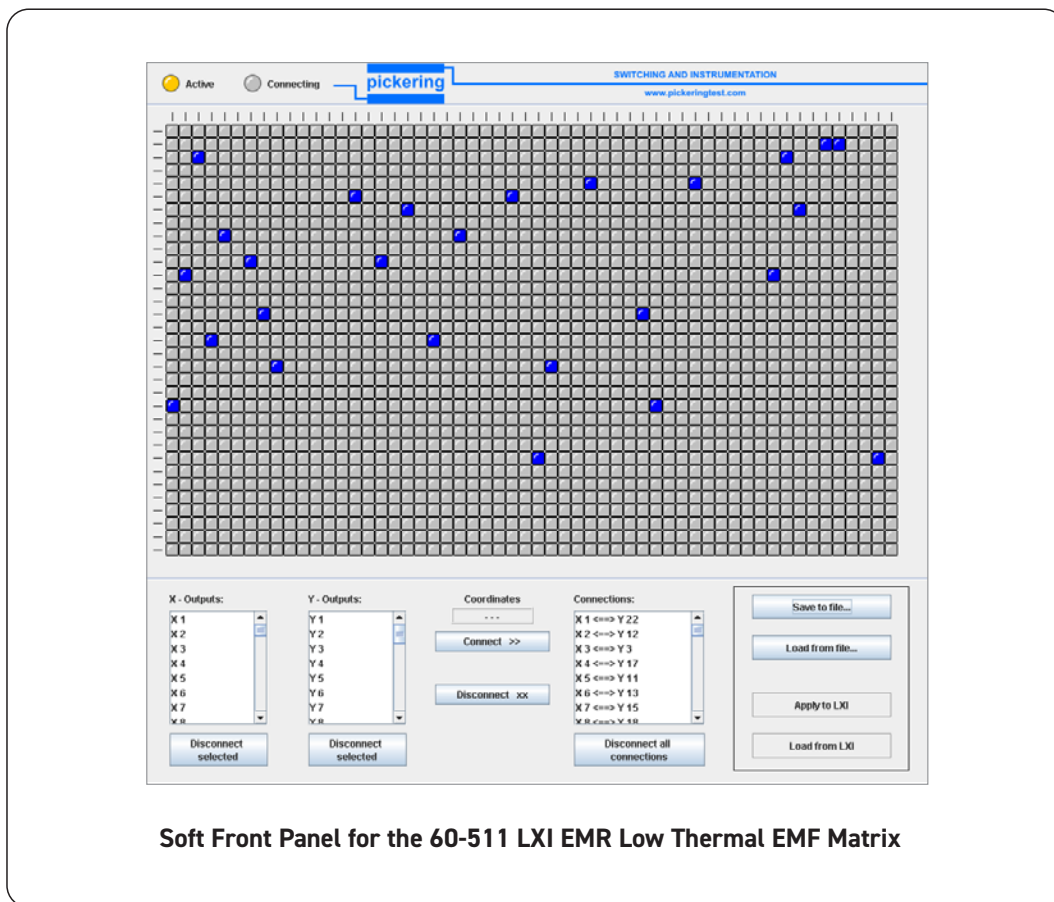 Active
Connecting
pickering
SWITCHING AND INSTRUMENTATION
www.pickeringtest.com
X - Outputs:
X 1
X 2
X 3
X 4
X 5
X 6
X 7
X 8
Disconnect
selected
Y - Outputs:
Y 1
Y 2
Y 3
Y 4
Y 5
Y 6
Y 7
Y 8
Disconnect
selected
Coordinates
- - -
Connect >>
Disconnect xx
Connections:
X 1 <==> Y 22
X 2 <==> Y 12
X 3 <==> Y 3
X 4 <==> Y 17
X 5 <==> Y 11
X 6 <==> Y 13
X 7 <==> Y 15
X 8 <==> Y 18
Disconnect all
connections
Save to file...
Load from file...
Apply to LXI
Load from LXI
Soft Front Panel for the 60-511 LXI EMR Low Thermal EMF Matrix